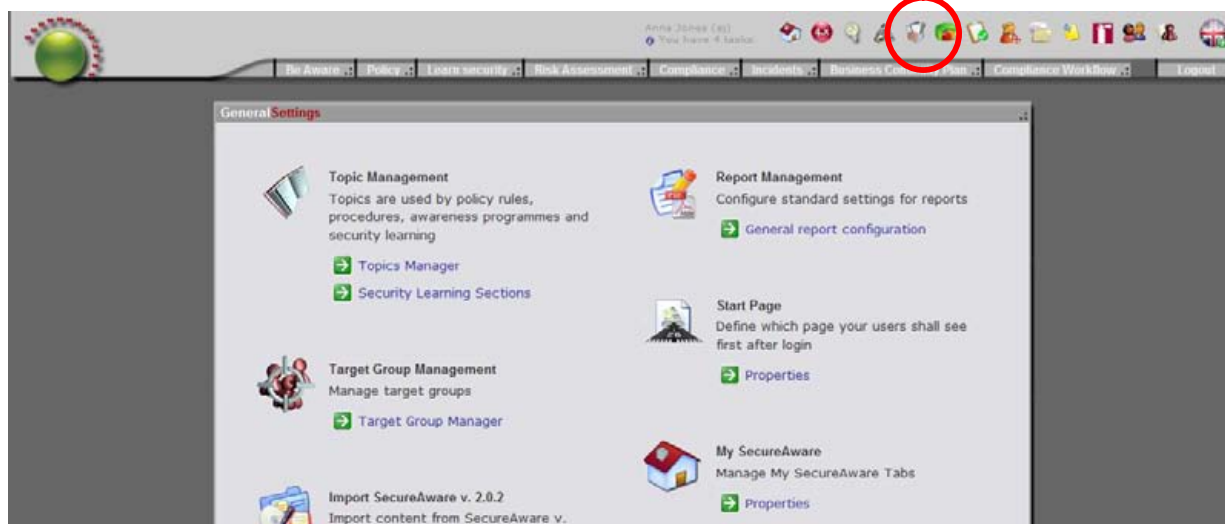 Anna Jones (aj)
You have 4 tasks
Be Aware
Policy
Learn security
Risk Assessment
Compliance
Incidents
Business Continuity Plan
Compliance Workflow
Logout
GeneralSettings
Topic Management
Topics are used by policy rules,
procedures, awareness programmes and
security learning
Topics Manager
Security Learning Sections
Target Group Management
Manage target groups
Target Group Manager
Import SecureAware v. 2.0.2
Import content from SecureAware v.
Report Management
Configure standard settings for reports
General report configuration
Start Page
Define which page your users shall see
first after login
Properties
My SecureAware
Manage My SecureAware Tabs
Properties